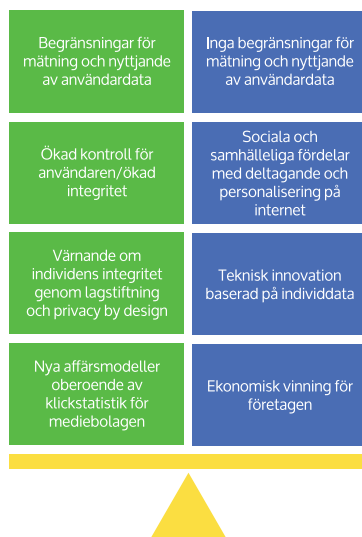 Begränsningar för
mätning och nyttjande
av användardata
Inga begränsningar för
mätning och nyttjande
av användardata
Ökad kontroll för
användaren/ökad
integritet
Sociala och
samhälleliga fördelar
med deltagande och
personalisering på
internet
Värnande om
individens integritet
genom lagstiftning
och privacy by design
Teknisk innovation
baserad på individdata
Nya affärsmodeller
oberoende av
klickstatistik för
mediebolagen
Ekonomisk vinning för
företagen